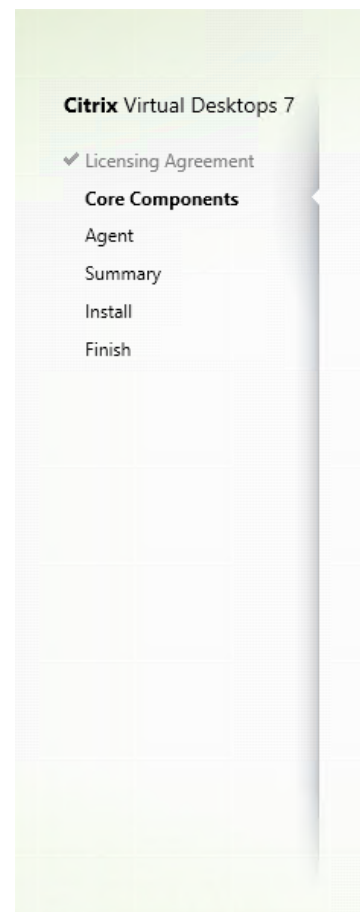 Citrix Virtual Desktops 7
✔ Licensing Agreement
Core Components
Agent
Summary
Install
Finish